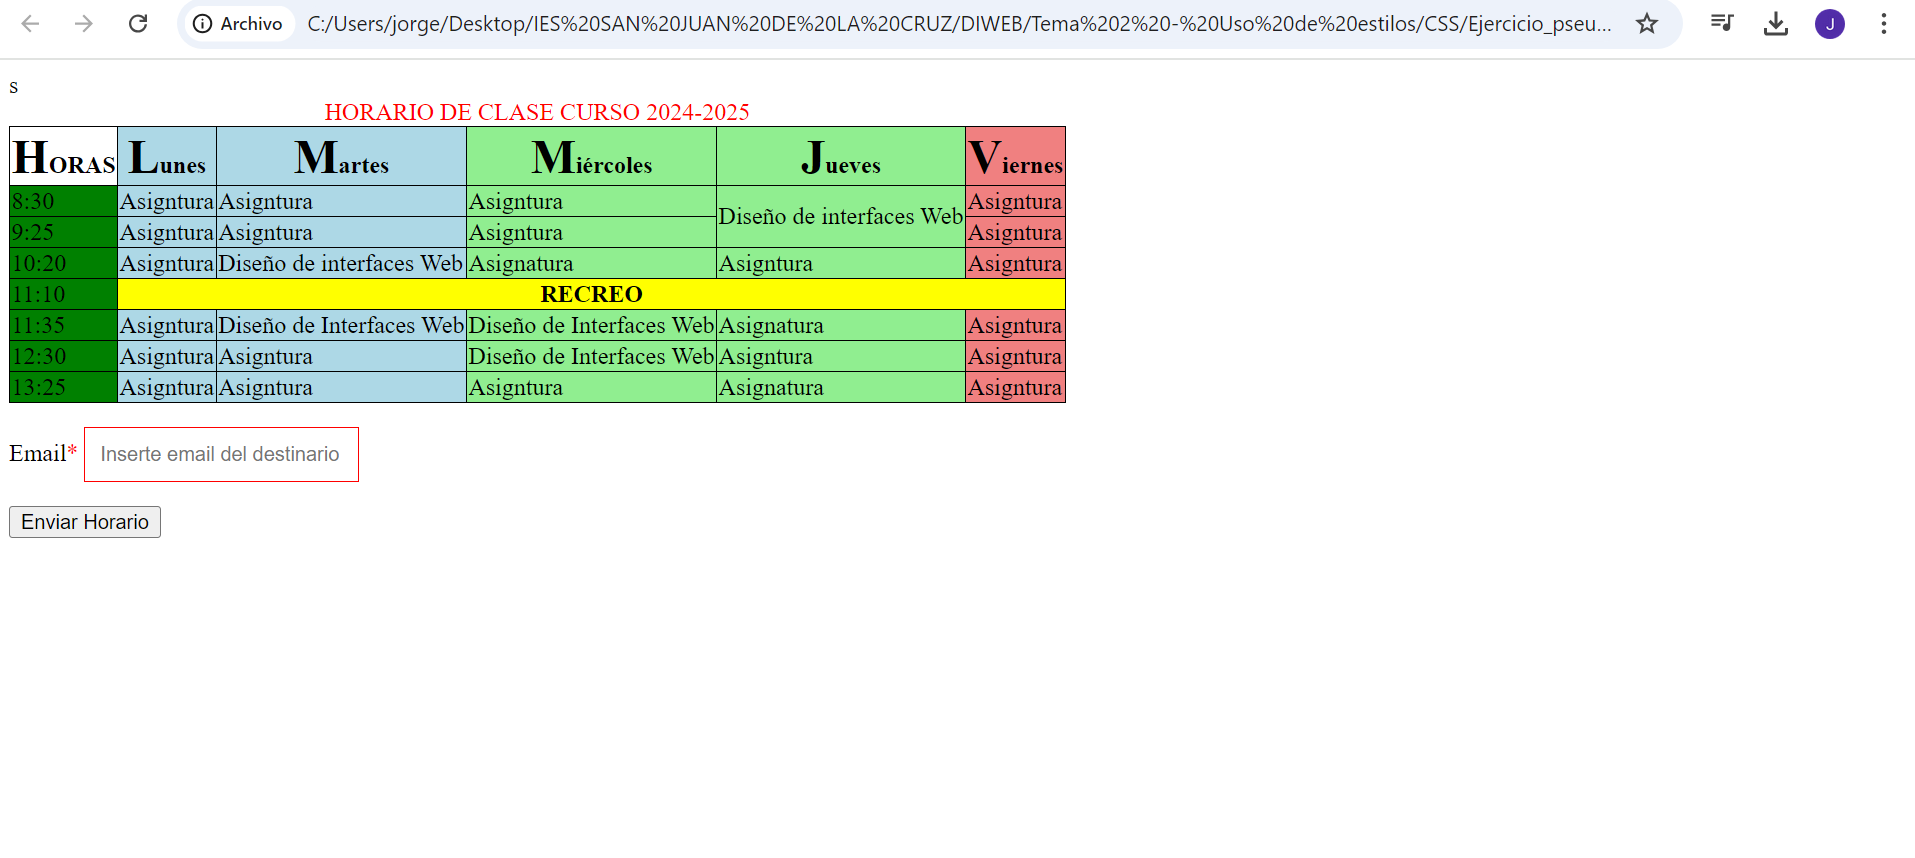 Archivo C:/Users/jorge/Desktop/IES%20SAN%20JUAN%20DE%20LA%20CRUZ/DIWEB/Tema%202%20-%20Uso%20de%20estilos/CSS/Ejercicio_pseu... J
s
HORARIO DE CLASE CURSO 2024-2025
HORAS Lunes Martes Miércoles Jueves Viernes
8:30 Asigntura Asigntura Asigntura Diseño de interfaces Web Asigntura
9:25 Asigntura Asigntura Asigntura Asigntura
10:20 Asigntura Diseño de interfaces Web Asignatura Asigntura Asigntura
11:10 RECREO
11:35 Asigntura Diseño de Interfaces Web Diseño de Interfaces Web Asignatura Asigntura
12:30 Asigntura Asigntura Diseño de Interfaces Web Asigntura Asigntura
13:25 Asigntura Asigntura Asigntura Asignatura Asigntura
Email* Inserte email del destinario
Enviar Horario